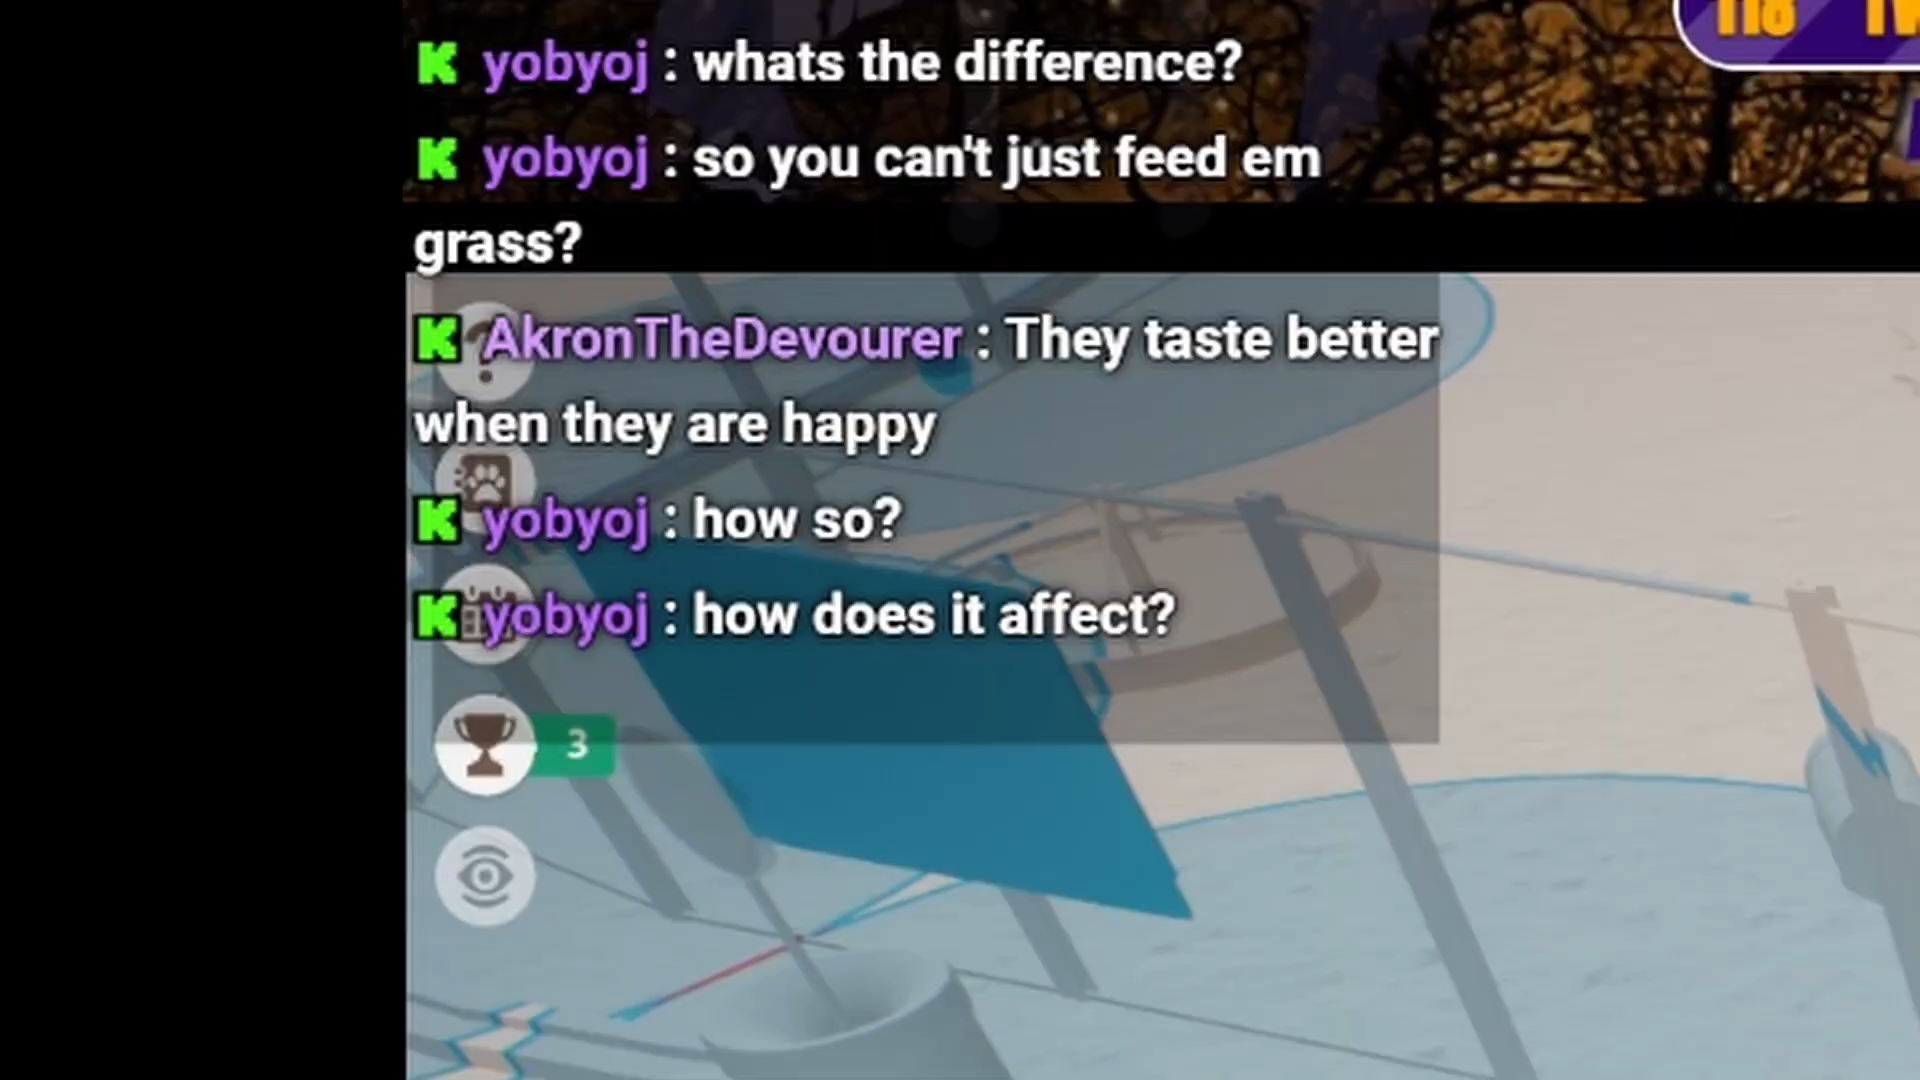 118
K yobyoj : whats the difference?
K yobyoj : so you can't just feed em
grass?
K AkronTheDevourer : They taste better
when they are happy
K yobyoj : how so?
K yobyoj : how does it affect?
3